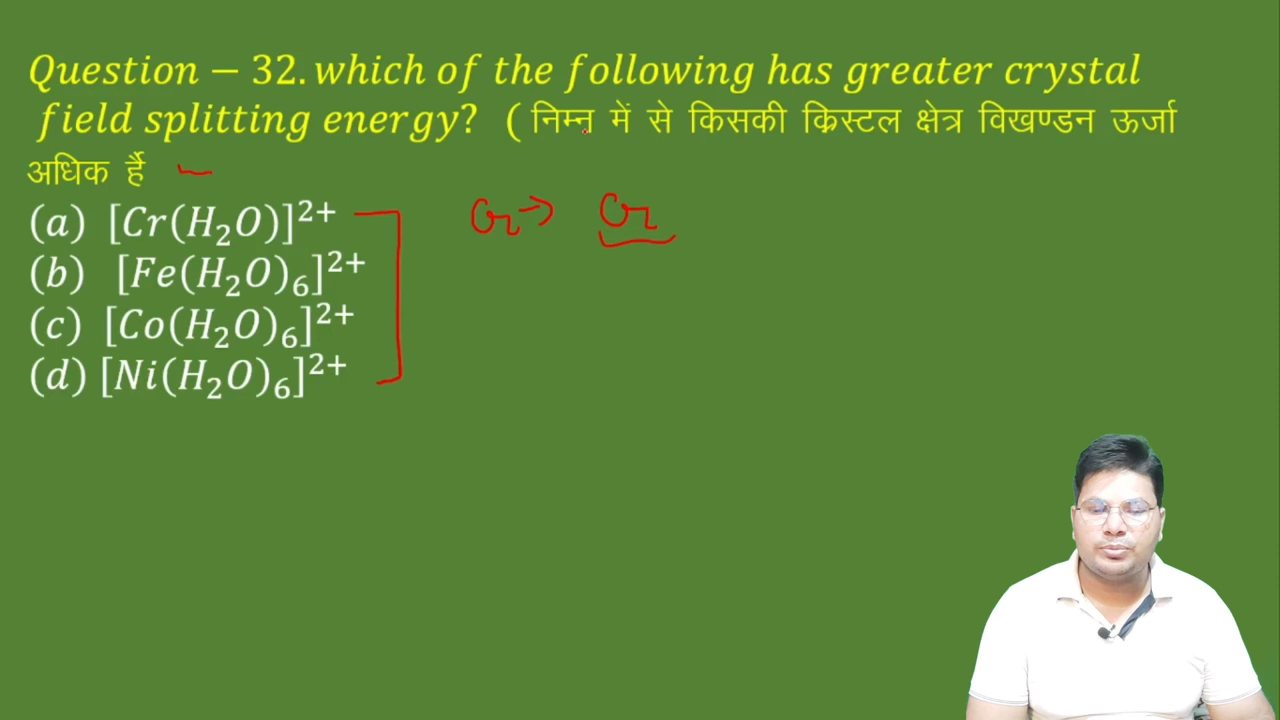 Question – 32. which of the following has greater crystal
field splitting energy? ( निम्न में से किसकी क्रिस्टल क्षेत्र विखण्डन ऊर्जा
अधिक हैं
(a) [Cr(H₂O)]²⁺ Cr → Cr
(b) [Fe(H₂O)₆]²⁺
(c) [Co(H₂O)₆]²⁺
(d) [Ni(H₂O)₆]²⁺